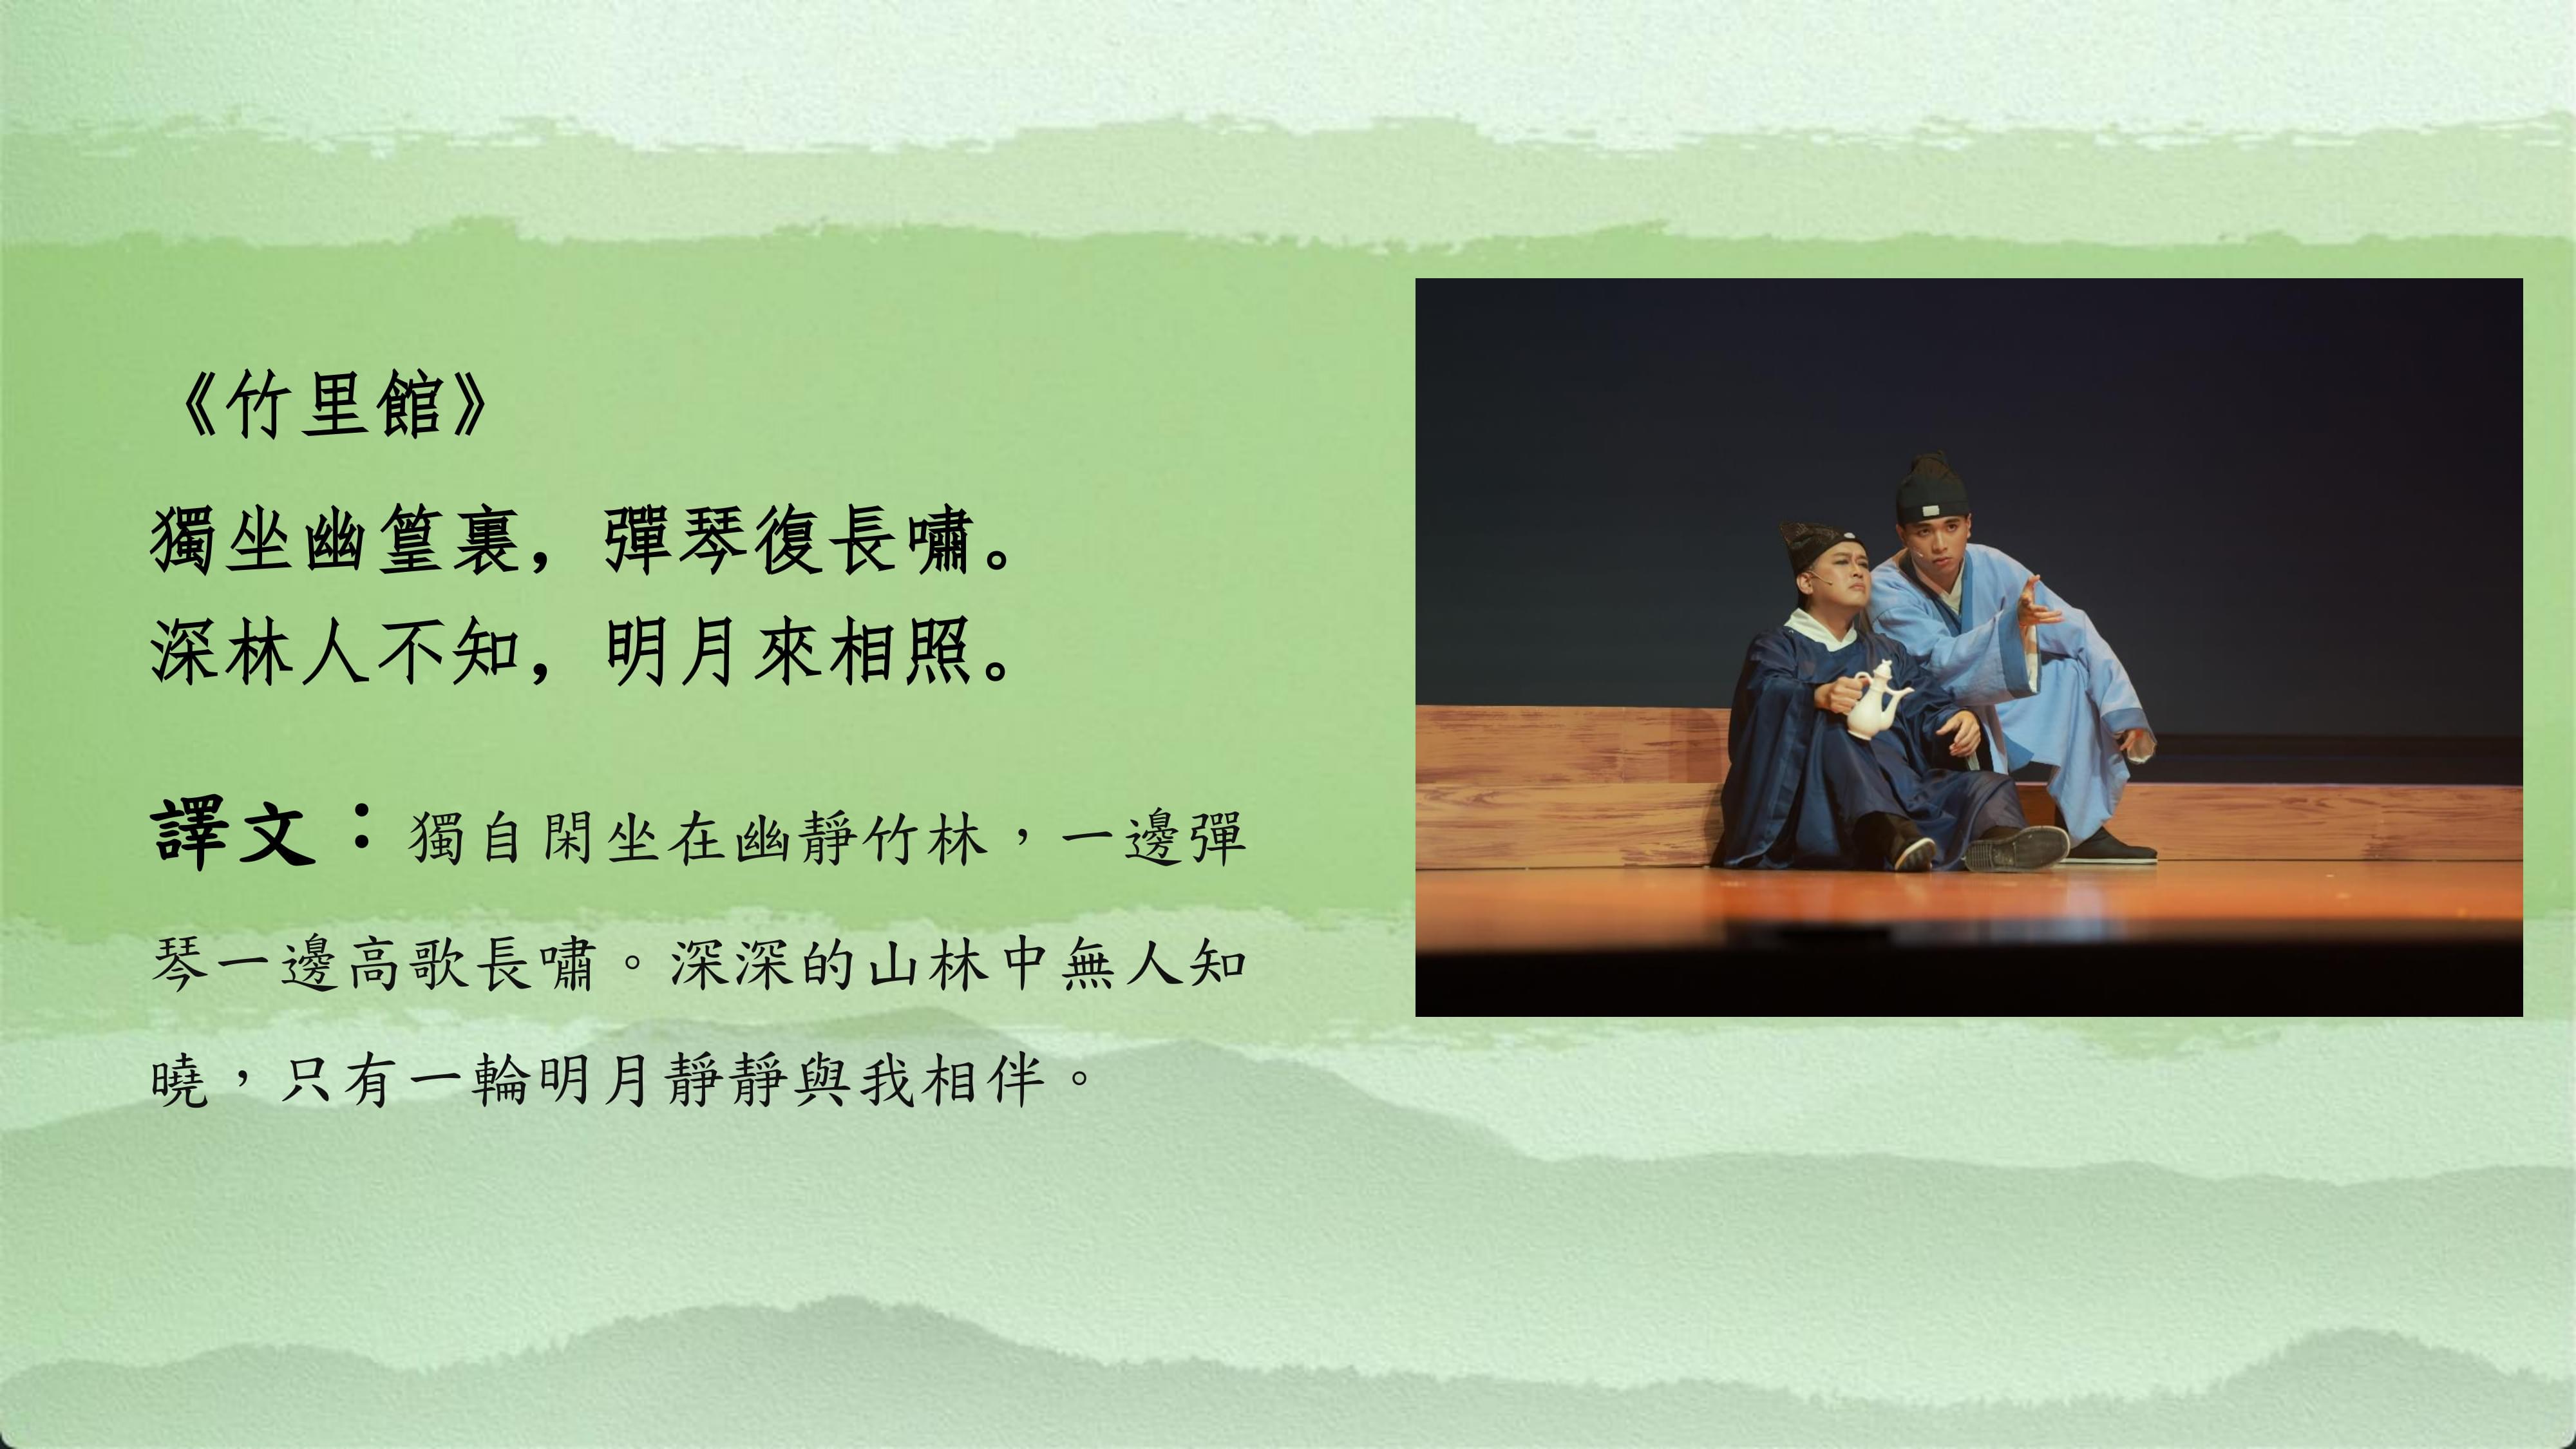 《竹里館》
獨坐幽篁裏，彈琴復長嘯。
深林人不知，明月來相照。
譯文：獨自閑坐在幽靜竹林，一邊彈
琴一邊高歌長嘯。深深的山林中無人知
曉，只有一輪明月靜靜與我相伴。